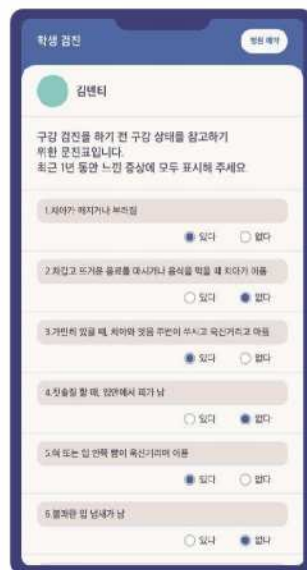 학생 검진
병원 예약
김덴티
구강 검진을 하기 전 구강 상태를 참고하기
위한 문진표입니다.
최근 1년 동안 느낀 증상에 모두 표시해 주세요
1.치아가 깨지거나 부러짐
있다 없다
2.차갑고 뜨거운 음료를 마시거나 음식을 먹을 때 치아가 아픔
있다 없다
3.가만히 있을 때, 치아와 잇몸 주변이 쑤시고 욱신거리고 아픔
있다 없다
4.칫솔질 할 때, 잇몸에서 피가 남
있다 없다
5.혀 또는 입 안쪽 뺨이 욱신거리며 아픔
있다 없다
6.불쾌한 입 냄새가 남
있다 없다